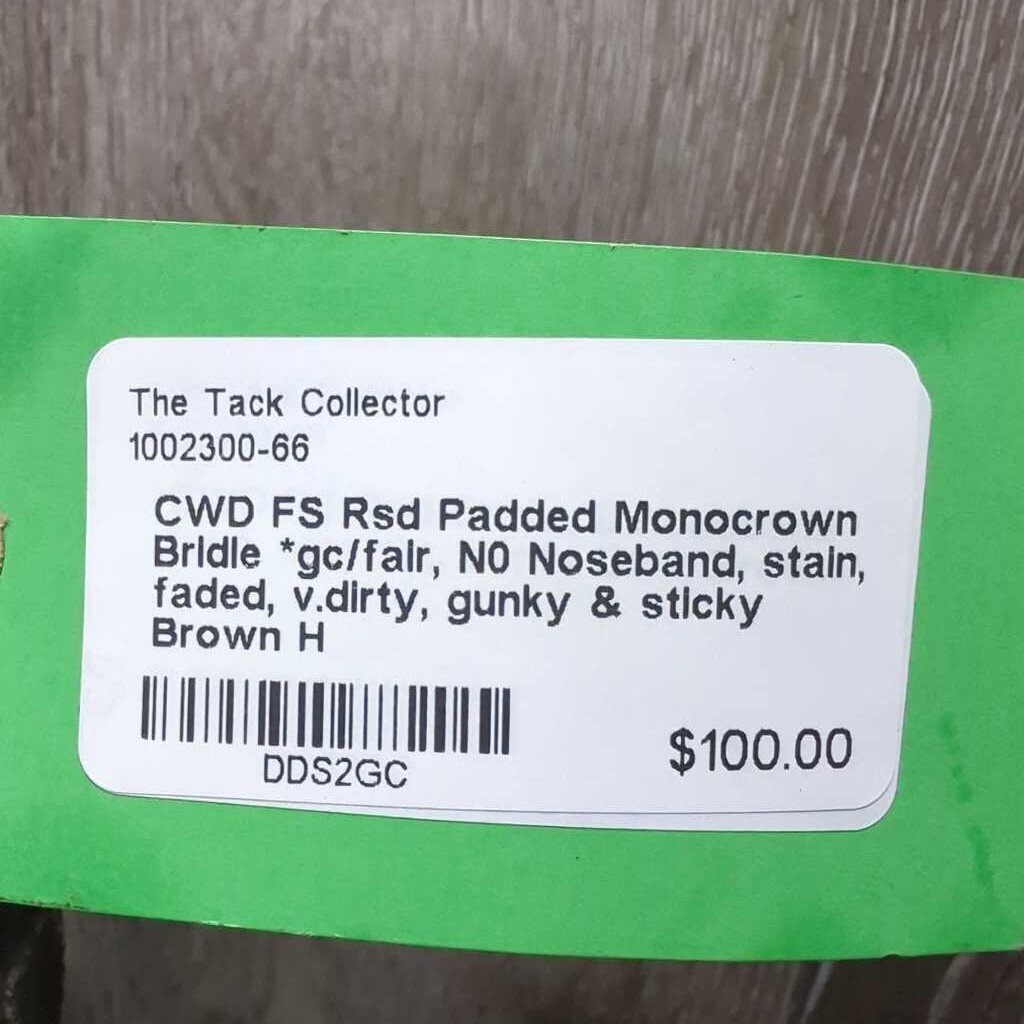 The Tack Collector
1002300-66
CWD FS Rsd Padded Monocrown
Bridle *gc/fair, N0 Noseband, stain,
faded, v.dirty, gunky & sticky
Brown H
DDS2GC
$100.00